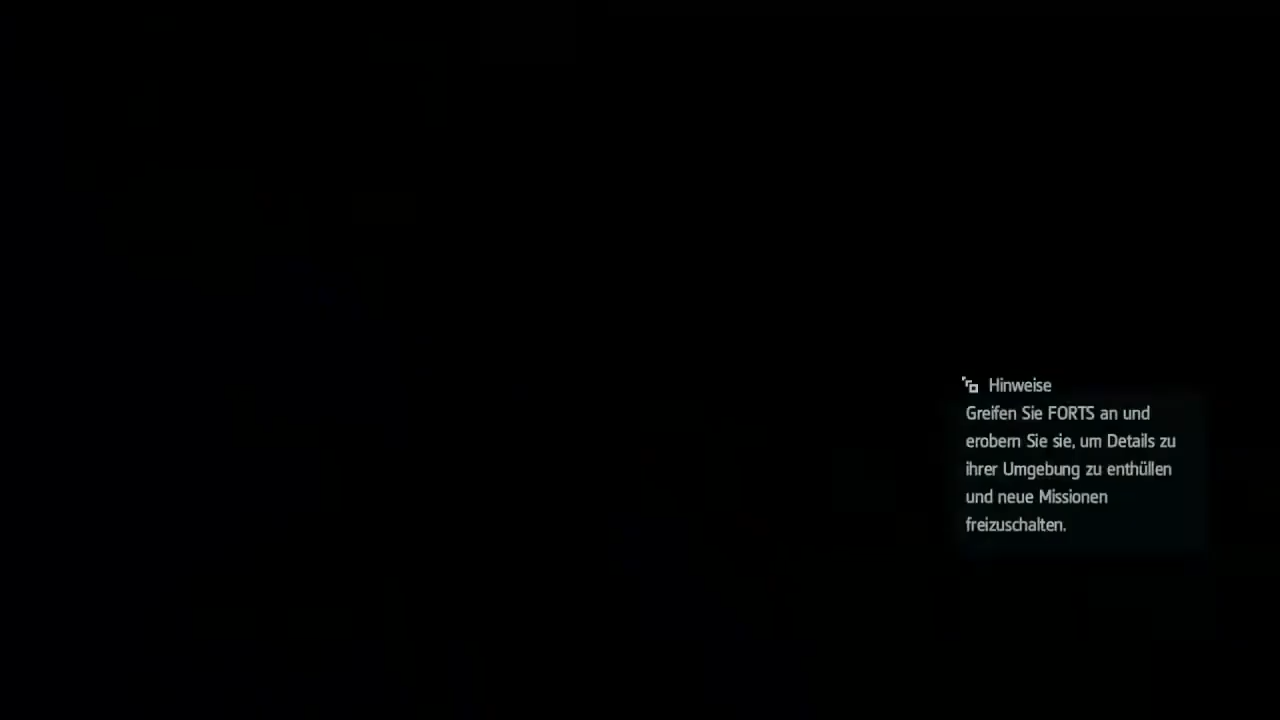 Hinweise
Greifen Sie FORTS an und
erobern Sie sie, um Details zu
ihrer Umgebung zu enthüllen
und neue Missionen
freizuschalten.